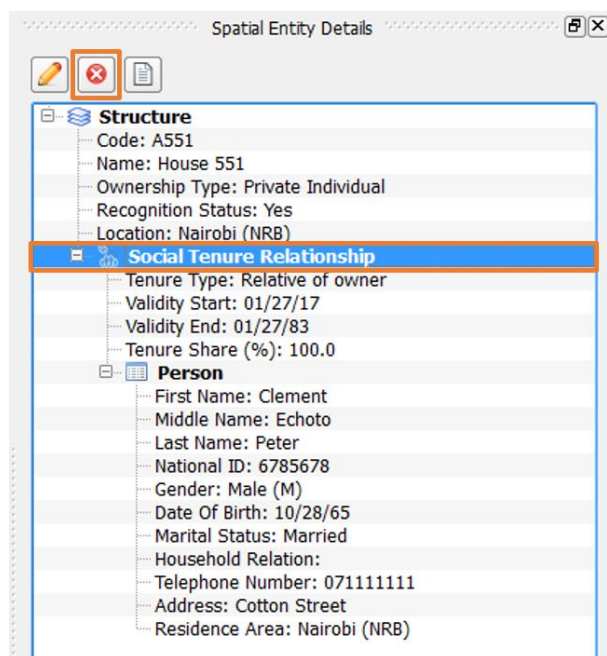 Spatial Entity Details
Structure
Code: A551
Name: House 551
Ownership Type: Private Individual
Recognition Status: Yes
Location: Nairobi (NRB)
Social Tenure Relationship
Tenure Type: Relative of owner
Validity Start: 01/27/17
Validity End: 01/27/83
Tenure Share (%): 100.0
Person
First Name: Clement
Middle Name: Echoto
Last Name: Peter
National ID: 6785678
Gender: Male (M)
Date Of Birth: 10/28/65
Marital Status: Married
Household Relation:
Telephone Number: 071111111
Address: Cotton Street
Residence Area: Nairobi (NRB)